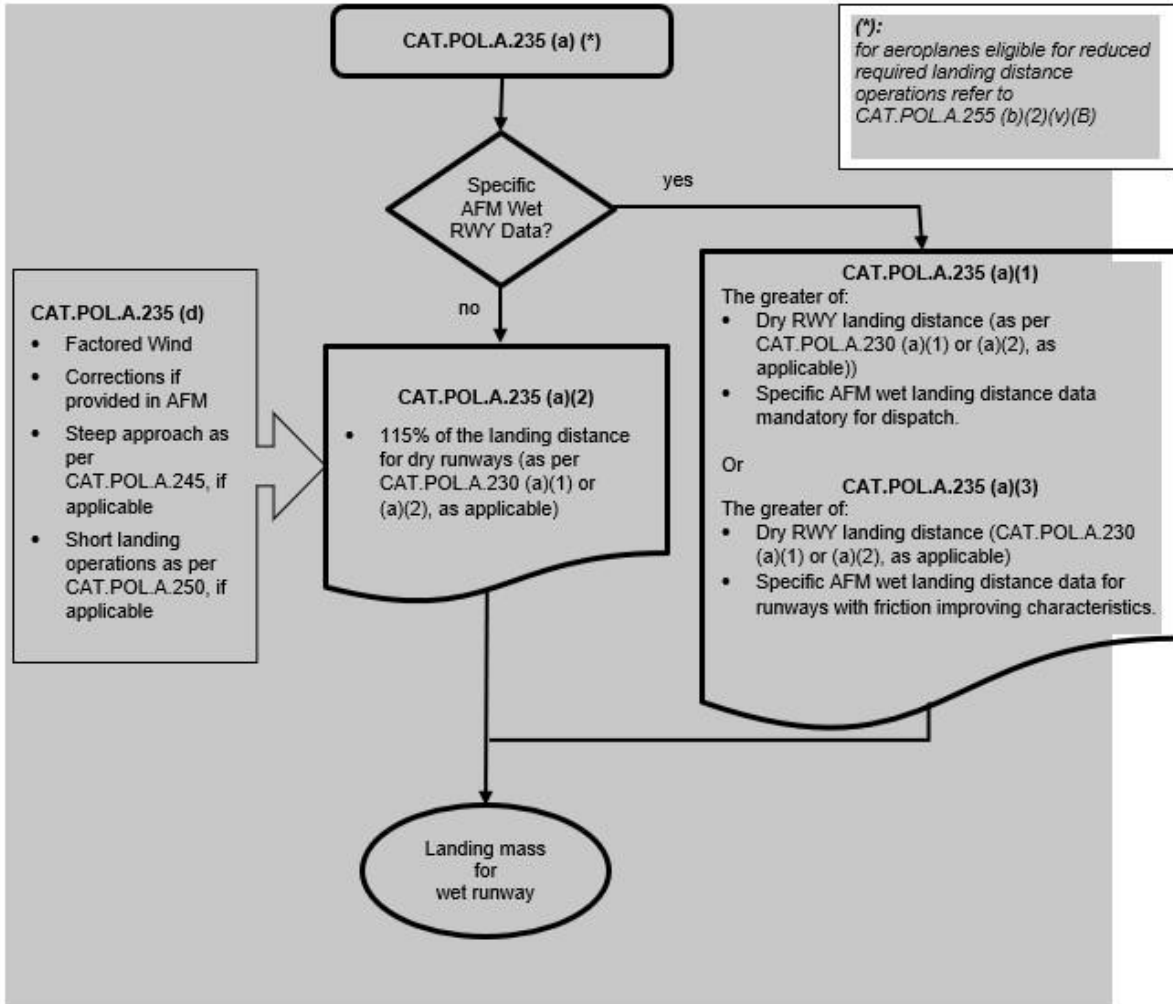 CAT.POL.A.235 (a) (*)
(*):
for aeroplanes eligible for reduced
required landing distance
operations refer to
CAT.POL.A.255 (b)(2)(v)(B)
Specific
AFM Wet
RWY Data?
yes
no
CAT.POL.A.235 (d)
• Factored Wind
• Corrections if
provided in AFM
• Steep approach as
per
CAT.POL.A.245, if
applicable
• Short landing
operations as per
CAT.POL.A.250, if
applicable
CAT.POL.A.235 (a)(2)
• 115% of the landing distance
for dry runways (as per
CAT.POL.A.230 (a)(1) or
(a)(2), as applicable)
CAT.POL.A.235 (a)(1)
The greater of:
• Dry RWY landing distance (as per
CAT.POL.A.230 (a)(1) or (a)(2), as
applicable))
• Specific AFM wet landing distance data
mandatory for dispatch.
Or
CAT.POL.A.235 (a)(3)
The greater of:
• Dry RWY landing distance (CAT.POL.A.230
(a)(1) or (a)(2), as applicable)
• Specific AFM wet landing distance data for
runways with friction improving characteristics.
Landing mass
for
wet runway